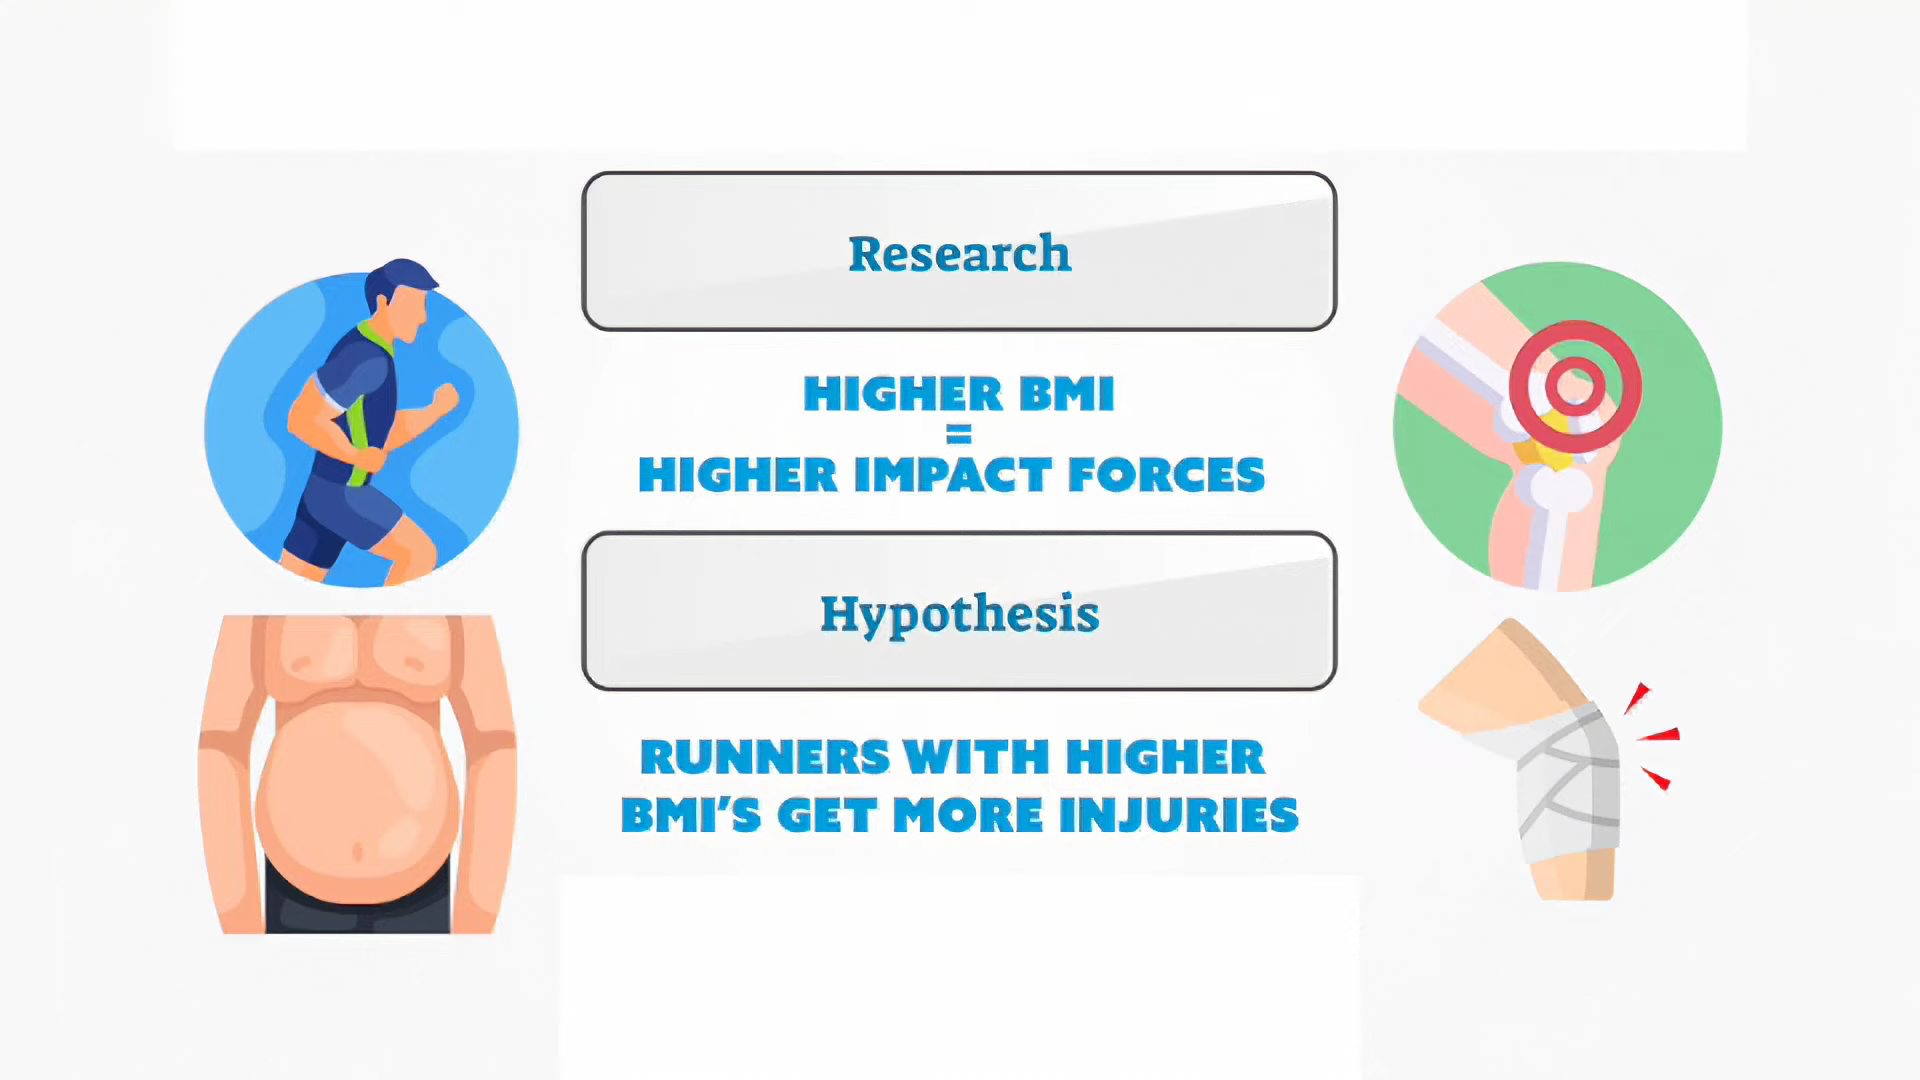 Research
HIGHER BMI
=
HIGHER IMPACT FORCES
Hypothesis
RUNNERS WITH HIGHER
BMI'S GET MORE INJURIES